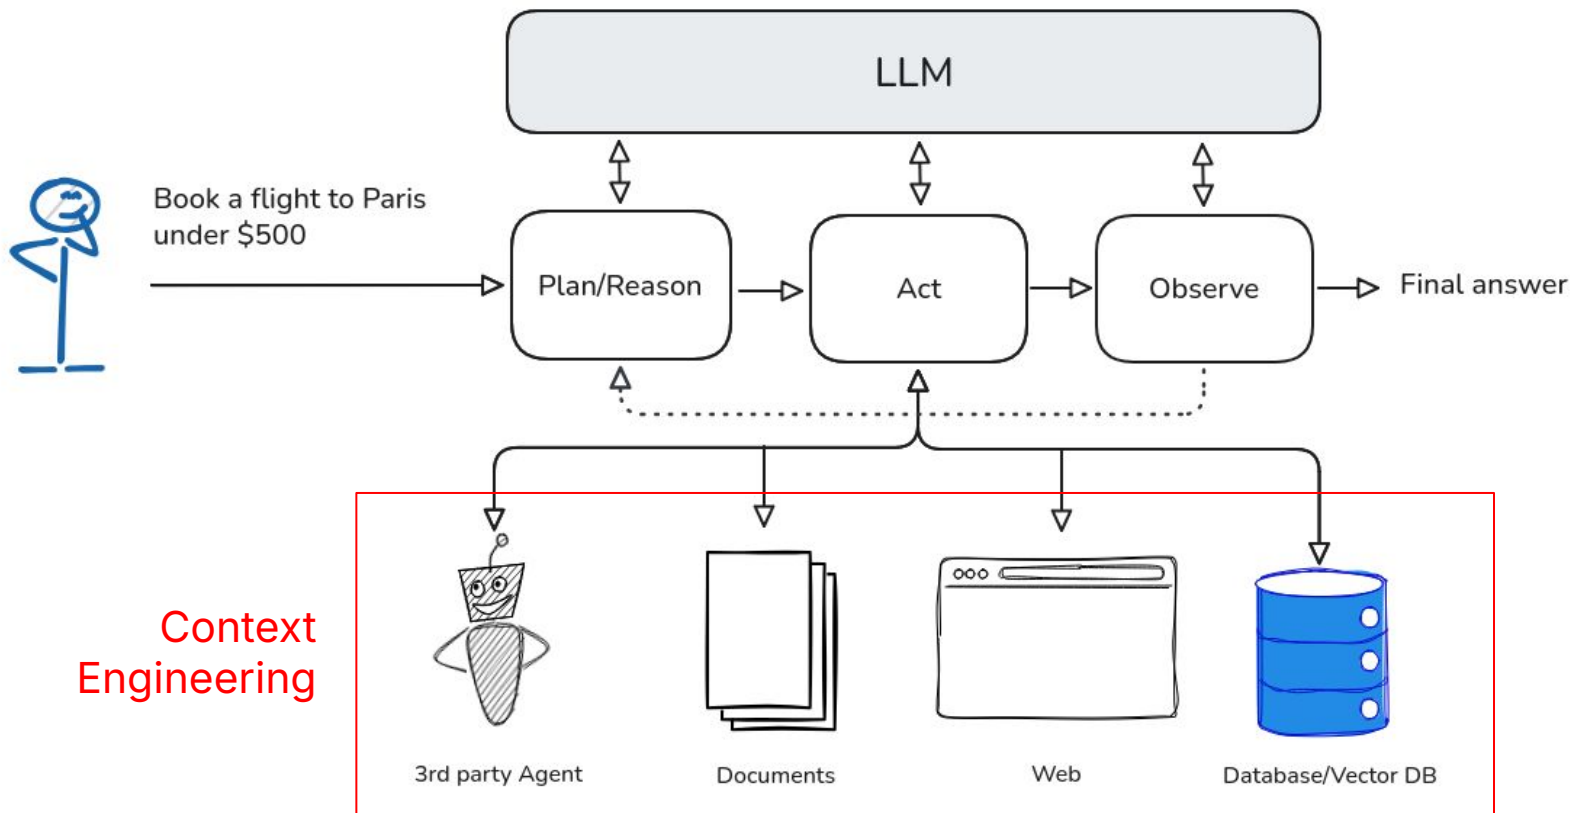 LLM
Book a flight to Paris
under $500
Plan/Reason
Act
Observe
Final answer
Context
Engineering
3rd party Agent
Documents
Web
Database/Vector DB